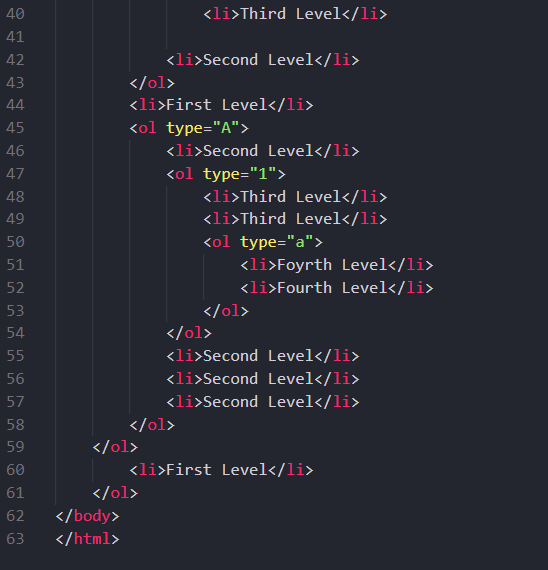 40 <li>Third Level</li>
41
42 <li>Second Level</li>
43 </ol>
44 <li>First Level</li>
45 <ol type="A">
46 <li>Second Level</li>
47 <ol type="1">
48 <li>Third Level</li>
49 <li>Third Level</li>
50 <ol type="a">
51 <li>Foyrth Level</li>
52 <li>Fourth Level</li>
53 </ol>
54 </ol>
55 <li>Second Level</li>
56 <li>Second Level</li>
57 <li>Second Level</li>
58 </ol>
59 </ol>
60 <li>First Level</li>
61 </ol>
62 </body>
63 </html>